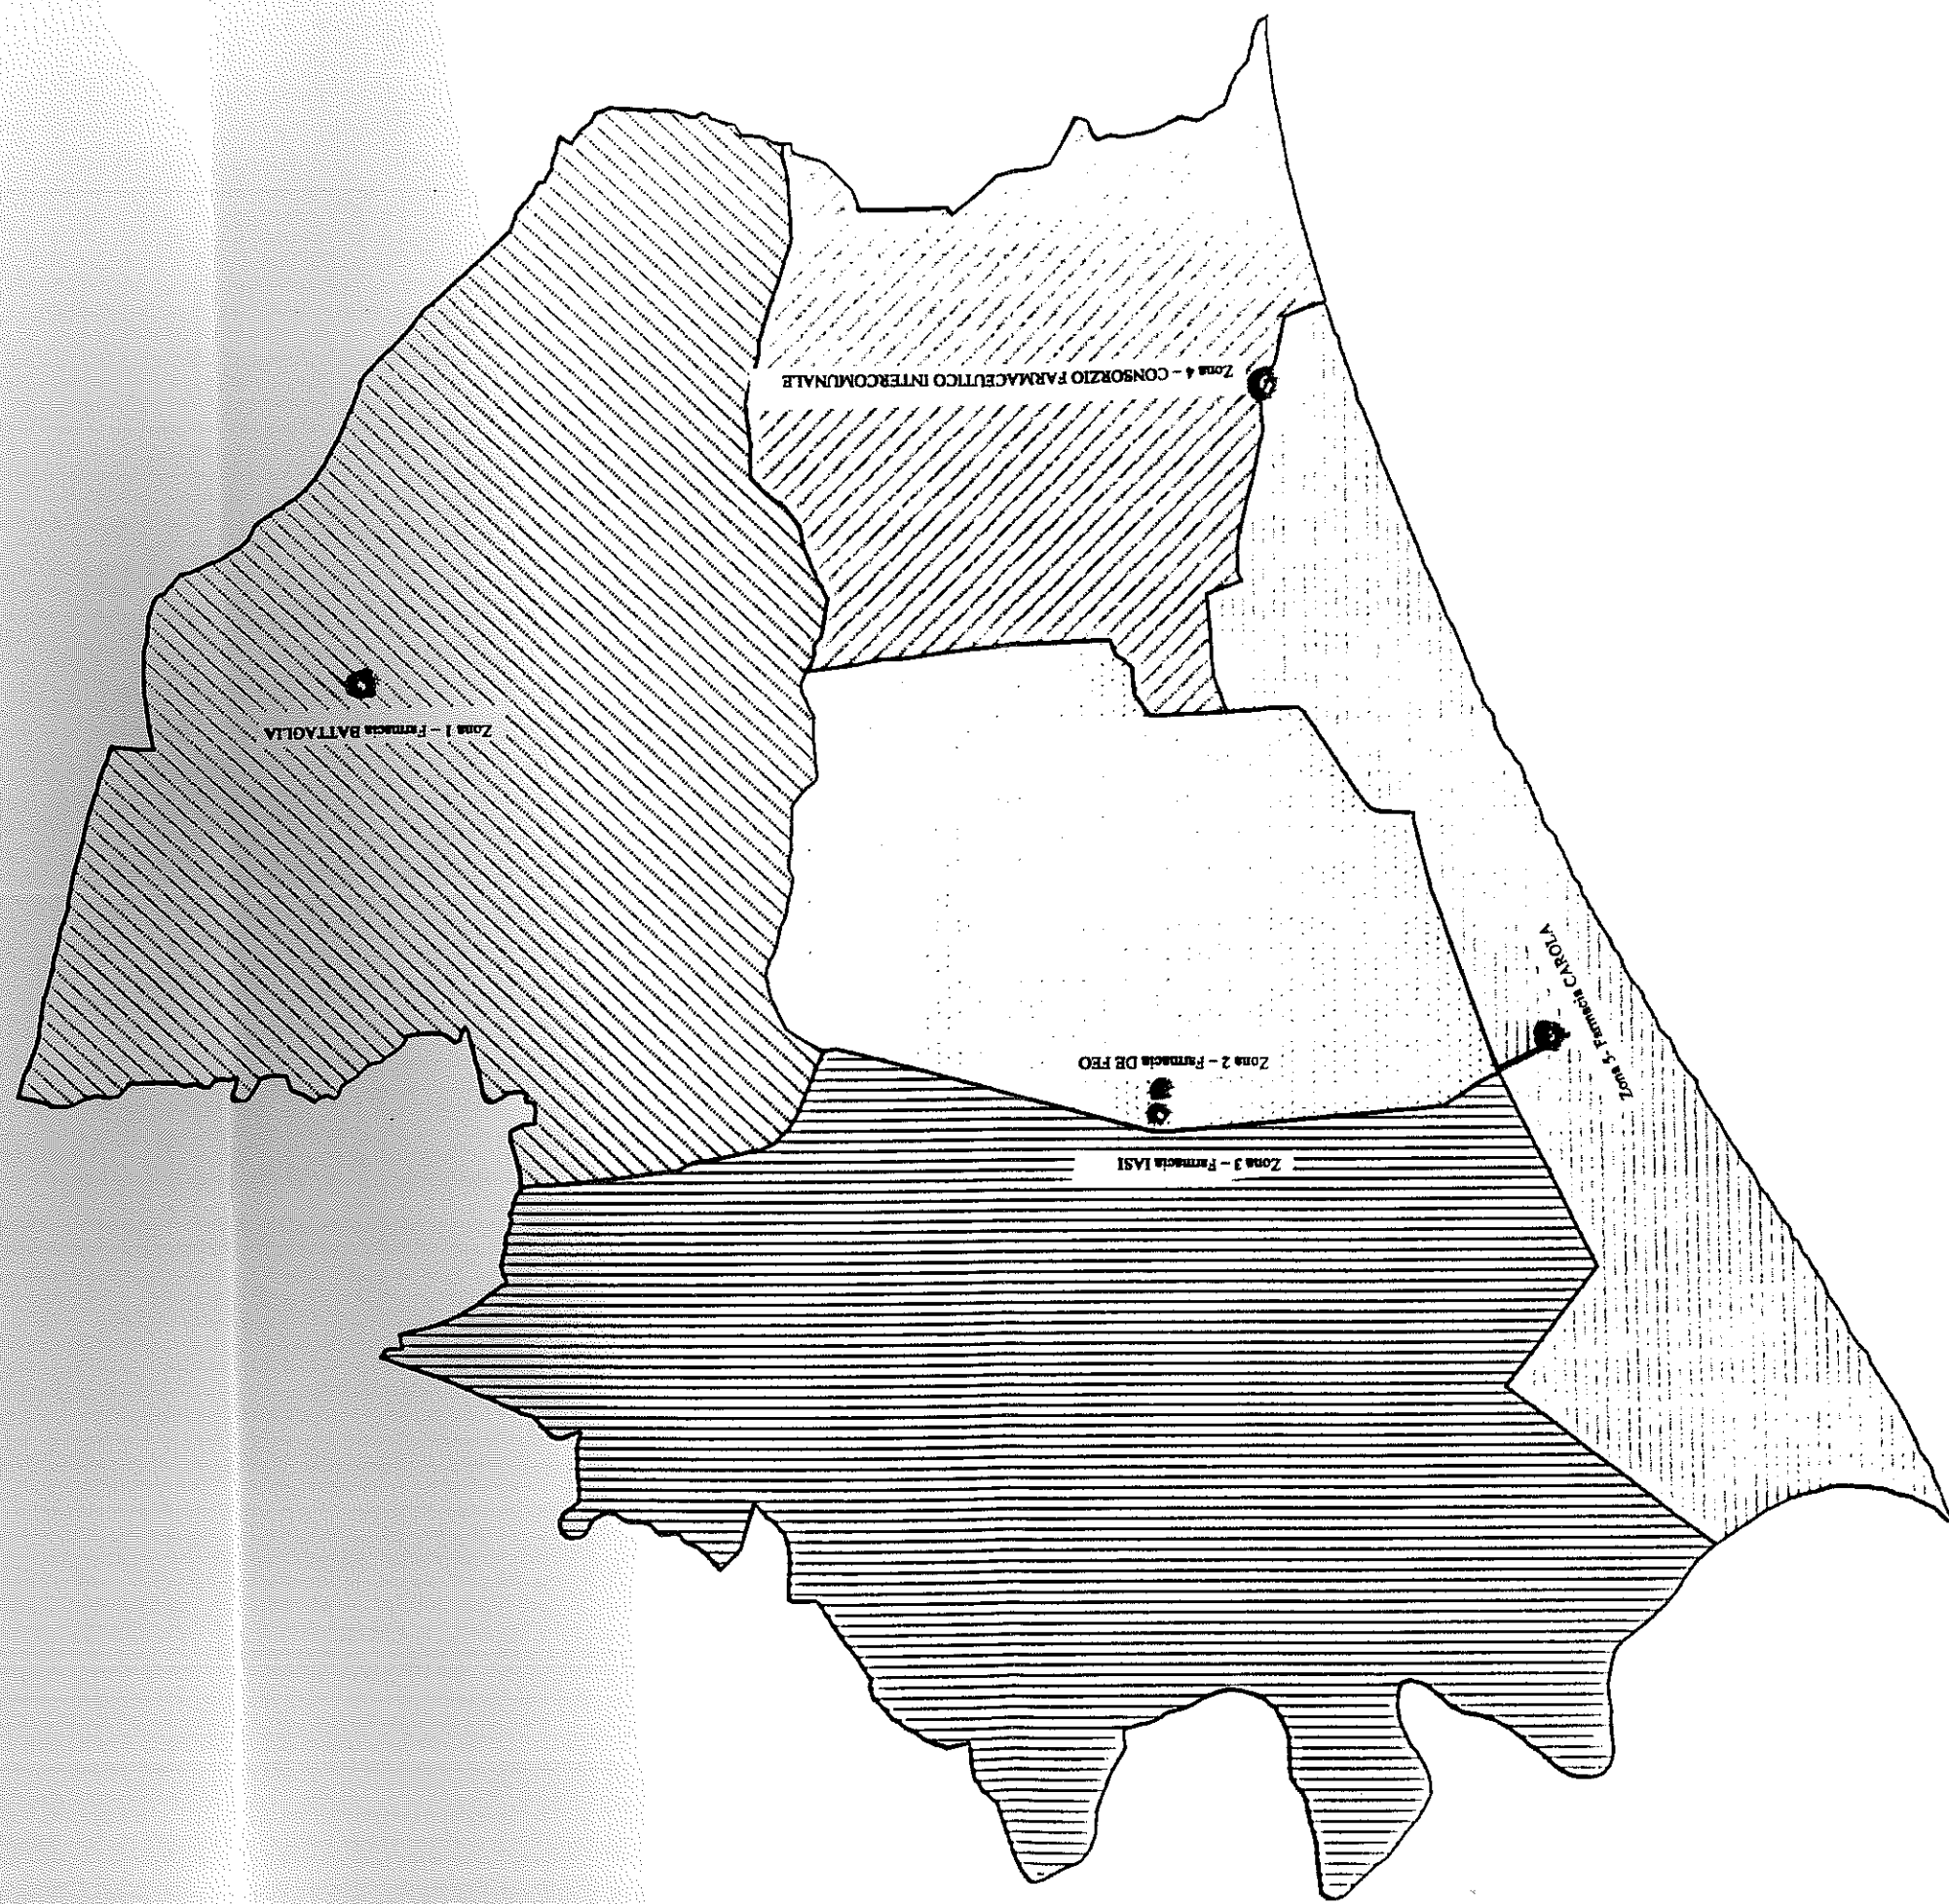 Zona 3 – Farmacia IASI
Zona 2 – Farmacia DE FEO
Zona 5- Farmacia CAROLA
Zona 1 – Farmacia BATTAGLIA
Zona 4 – CONSORZIO FARMACEUTICO INTERCOMUNALE